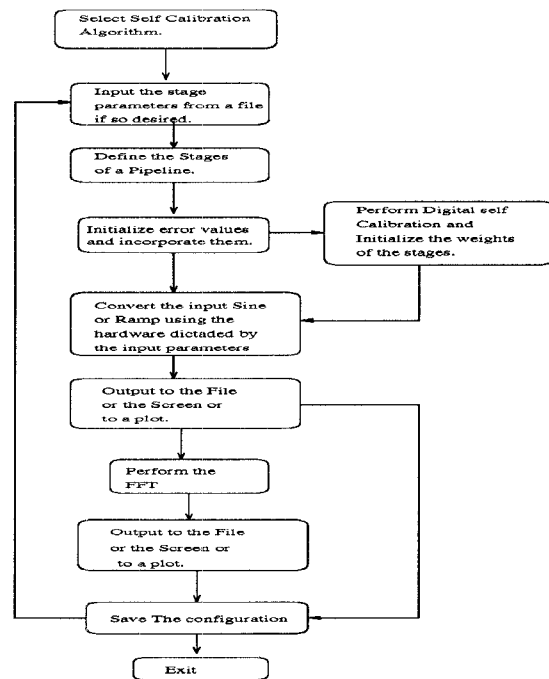 Select Self Calibration
Algorithm.
Input the stage
parameters from a file
if so desired.
Define the Stages
of a Pipeline.
Initialize error values
and incorporate them.
Perform Digital self
Calibration and
Initialize the weights
of the stages.
Convert the input Sine
or Ramp using the
hardware dictaded by
the input parameters
Output to the File
or the Screen or
to a plot.
Perform the
FFT
Output to the File
or the Screen or
to a plot.
Save The configuration
Exit